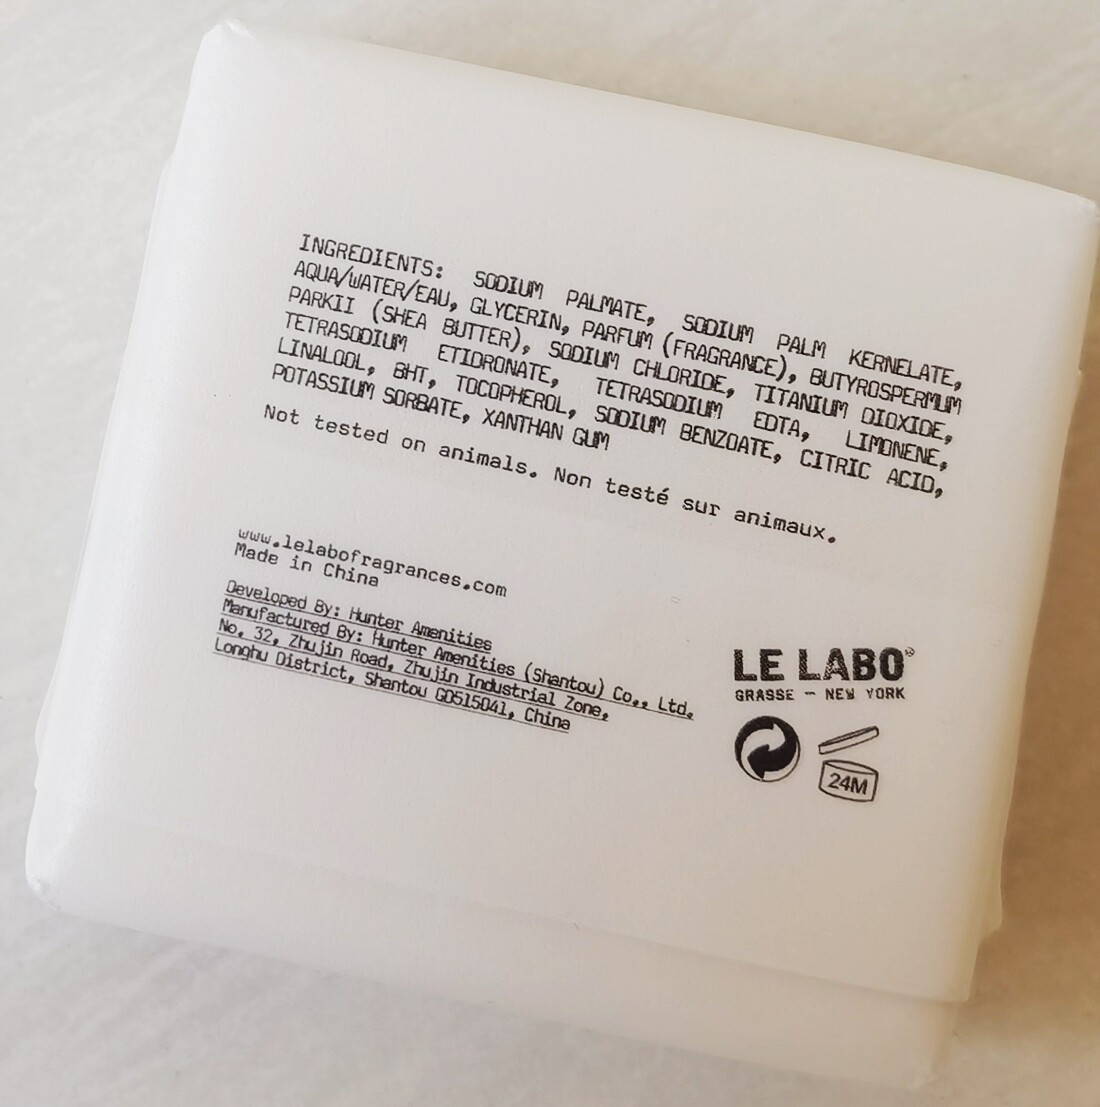 INGREDIENTS: SODIUM PALMATE, SODIUM PALM KERNELATE,
AQUA/WATER/EAU, GLYCERIN, PARFUM (FRAGRANCE), BUTYROSPERMUM
PARKII (SHEA BUTTER), SODIUM CHLORIDE, TITANIUM DIOXIDE,
TETRASODIUM ETIDRONATE, TETRASODIUM EDTA, LIMONENE,
LINALOOL, BHT, TOCOPHEROL, SODIUM BENZOATE, CITRIC ACID,
POTASSIUM SORBATE, XANTHAN GUM
Not tested on animals. Non testé sur animaux.
www.lelabofragrances.com
Made in China
Developed By: Hunter Amenities
Manufactured By: Hunter Amenities (Shantou) Co., Ltd.
No. 32, Zhujin Road, Zhujin Industrial Zone,
Longhu District, Shantou GD515041, China
LE LABO®
GRASSE — NEW YORK
24M